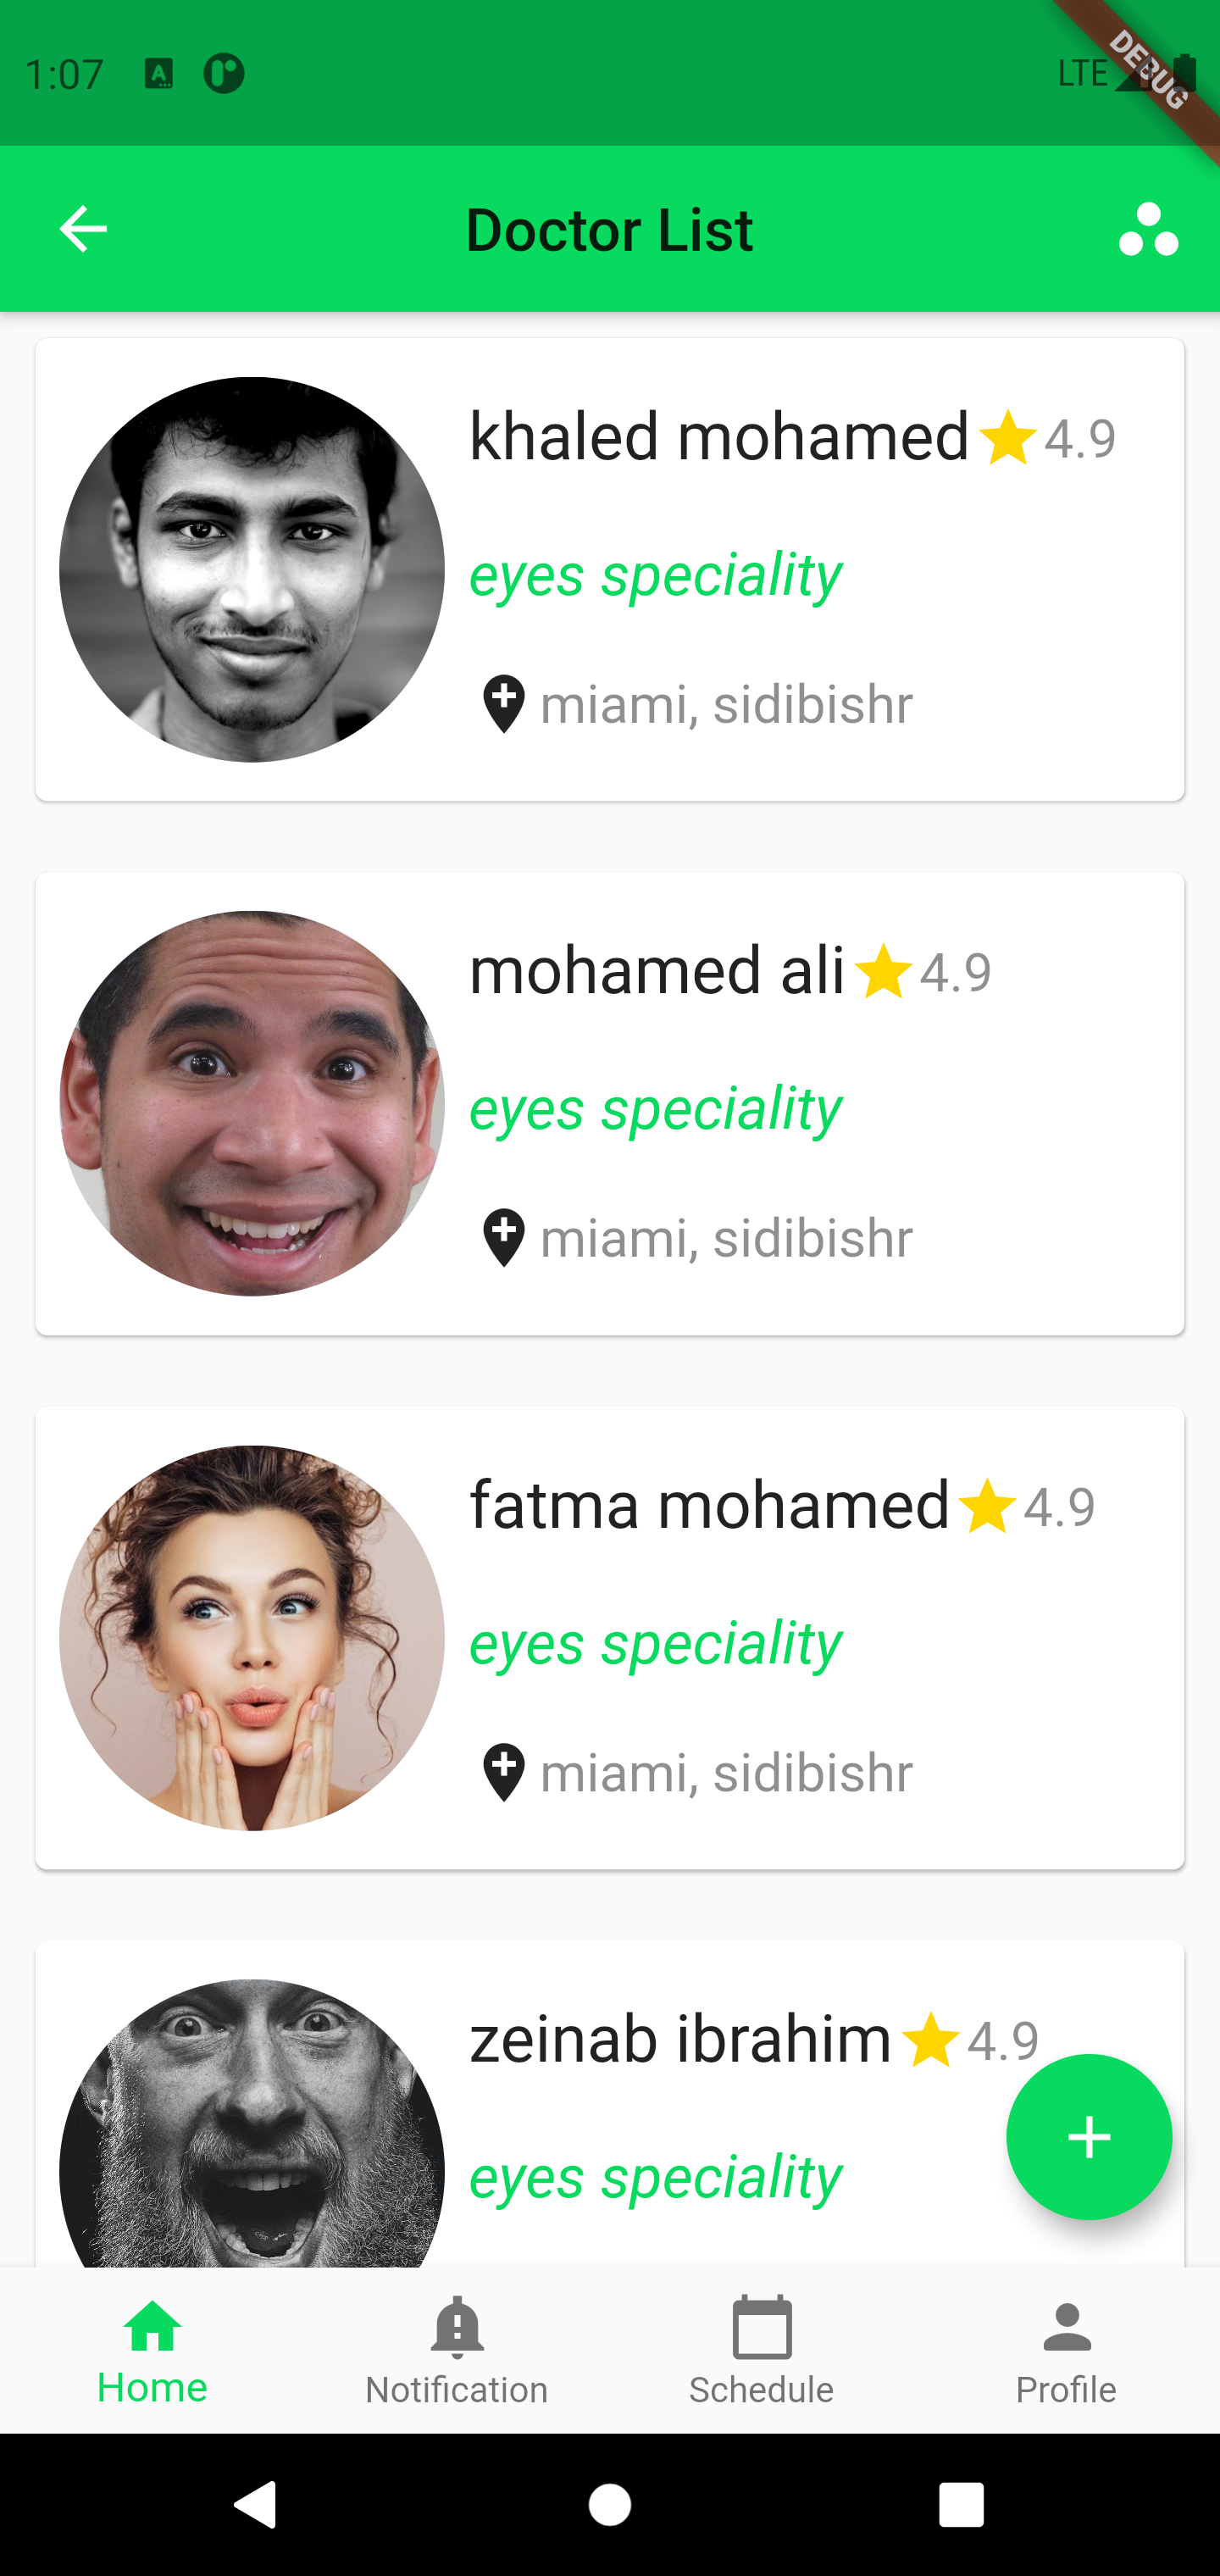 1:07
LTE
DEBUG
Doctor List
khaled mohamed 4.9
eyes speciality
miami, sidibishr
mohamed ali 4.9
eyes speciality
miami, sidibishr
fatma mohamed 4.9
eyes speciality
miami, sidibishr
zeinab ibrahim 4.9
eyes speciality
Home Notification Schedule Profile